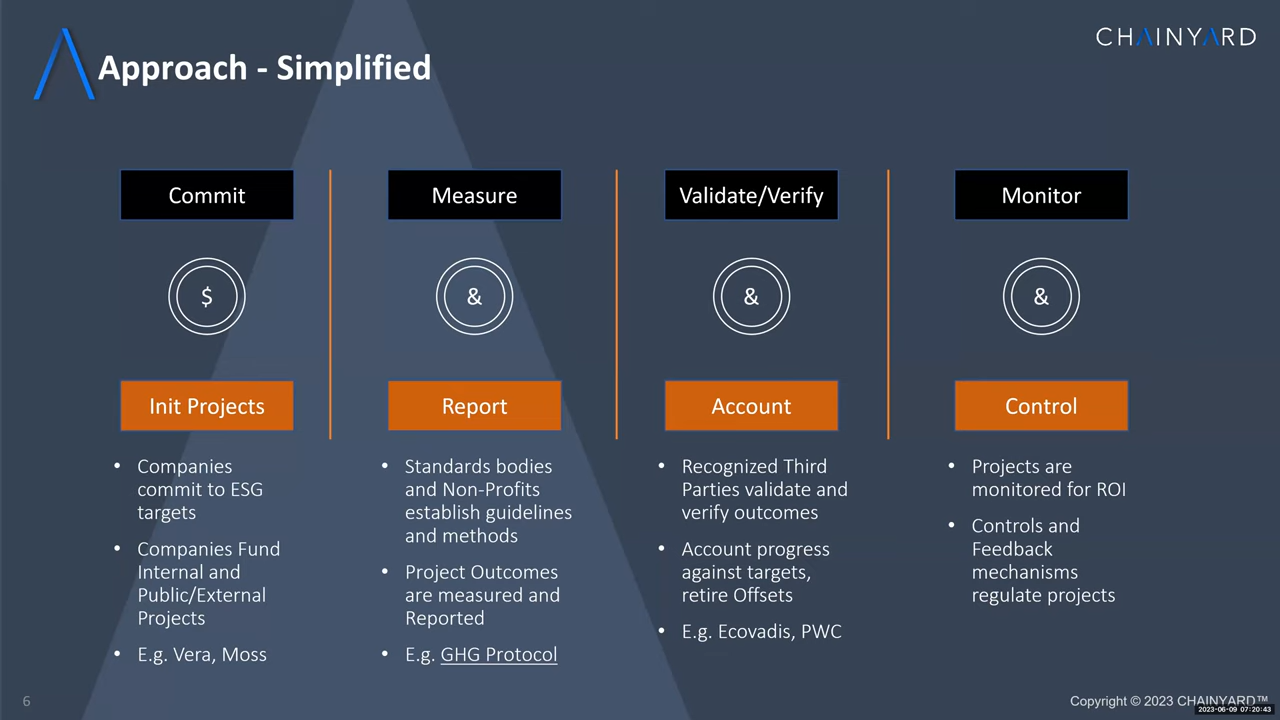 CHAINYARD
Approach - Simplified
Commit
$
Init Projects
• Companies
commit to ESG
targets
• Companies Fund
Internal and
Public/External
Projects
• E.g. Vera, Moss
Measure
&
Report
• Standards bodies
and Non-Profits
establish guidelines
and methods
• Project Outcomes
are measured and
Reported
• E.g. GHG Protocol
Validate/Verify
&
Account
• Recognized Third
Parties validate and
verify outcomes
• Account progress
against targets,
retire Offsets
• E.g. Ecovadis, PWC
Monitor
&
Control
• Projects are
monitored for ROI
• Controls and
Feedback
mechanisms
regulate projects
6
Copyright © 2023 CHAINYARD™
2023-06-09 07:20:43